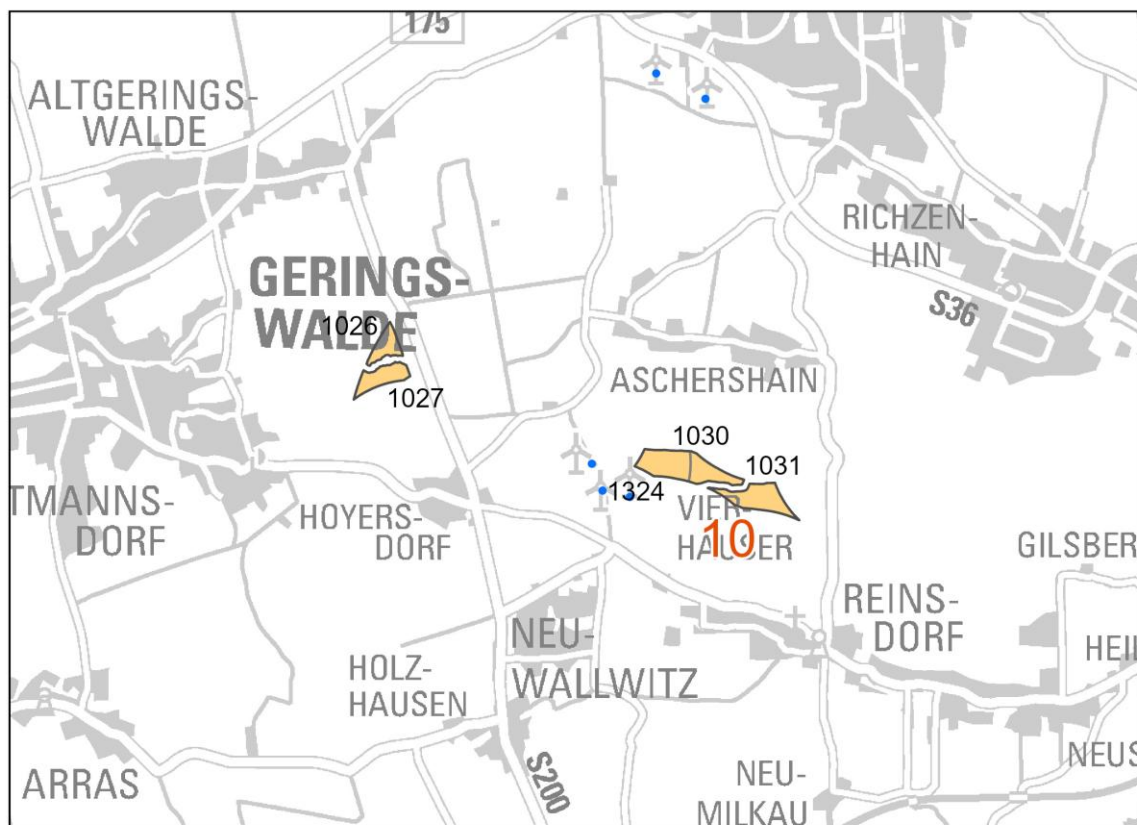 175
ALTGERINGS-
WALDE
RICHZEN-
HAIN
GERINGS-
WALDE
S36
1026
1027
ASCHERSHAIN
1030
1031
1324
VIER-
HÄUSER
10
TMANNS-
DORF
HOYERS-
DORF
GILSBER
REINS-
DORF
NEU-
WALLWITZ
HEIL
HOLZ-
HAUSEN
S200
ARRAS
NEUS
NEU-
MILKAU